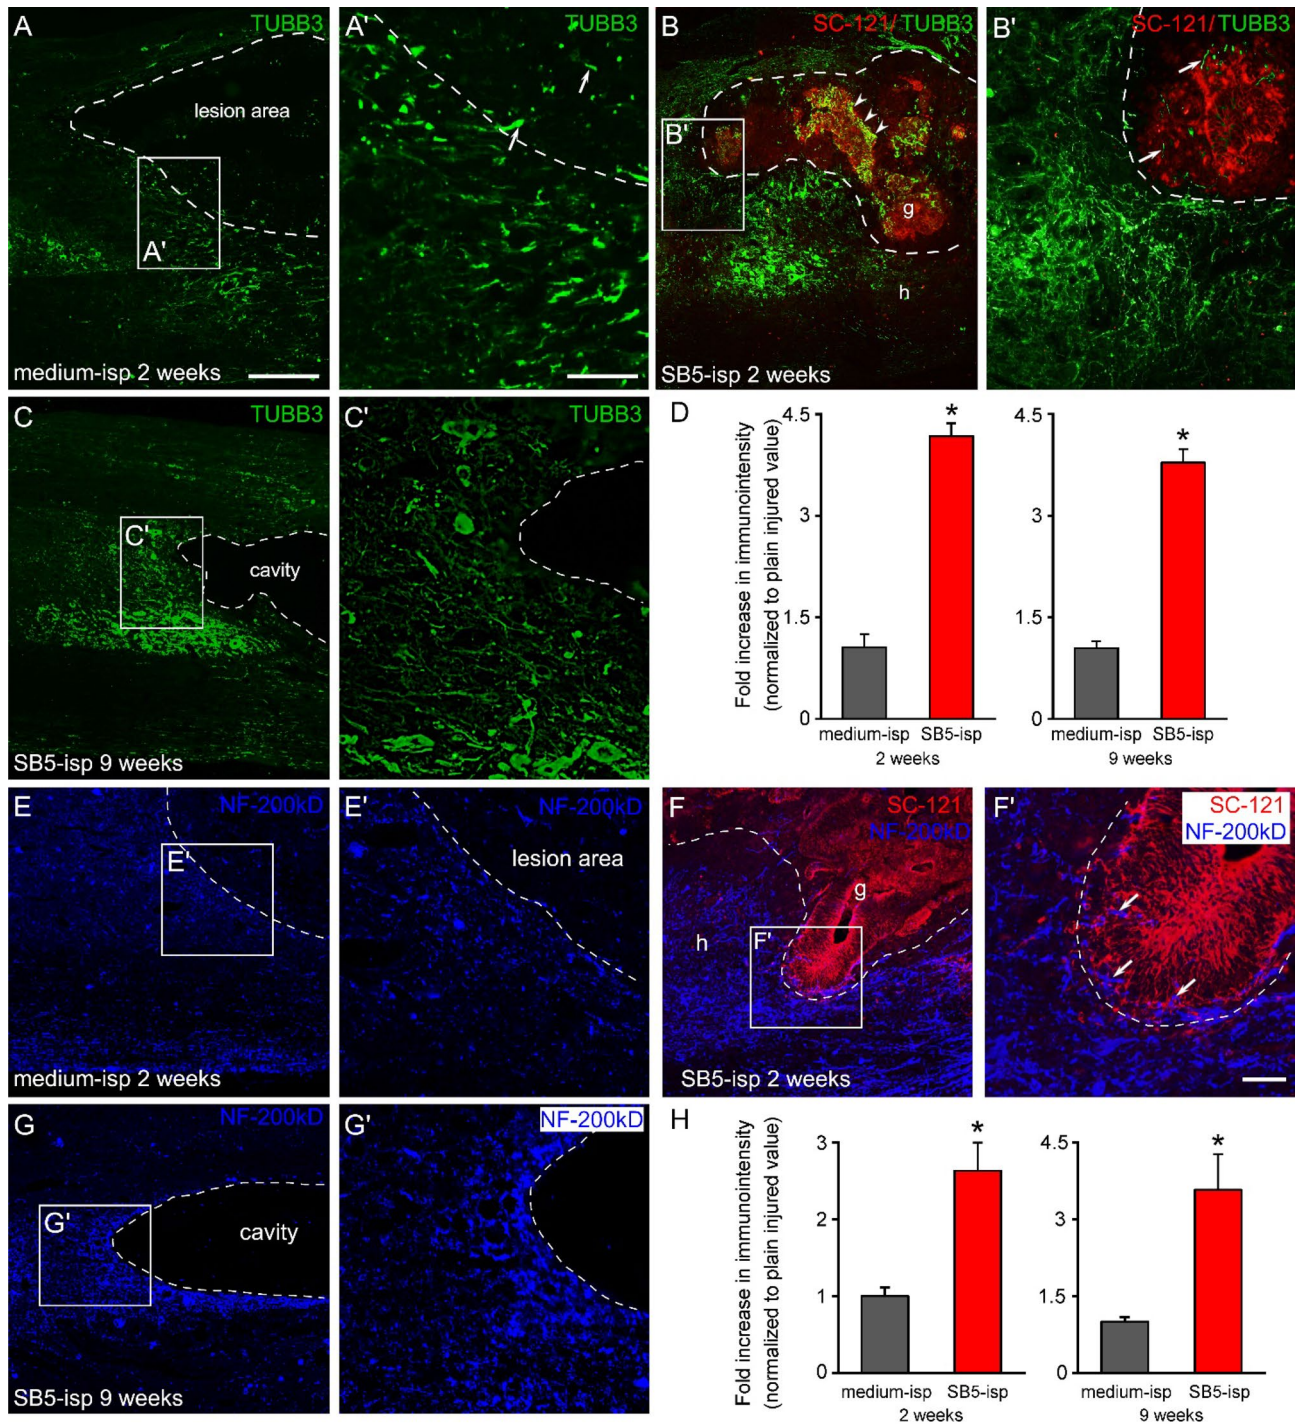 A
TUBB3
lesion area
A'
medium-isp 2 weeks
A'
TUBB3
B
SC-121/TUBB3
B'
g
h
SB5-isp 2 weeks
B'
SC-121/TUBB3
C
TUBB3
C'
cavity
SB5-isp 9 weeks
C'
TUBB3
D
Fold increase in immunointensity
(normalized to plain injured value)
4.5
3
1.5
0
*
medium-isp SB5-isp
2 weeks
4.5
3
1.5
0
*
medium-isp SB5-isp
9 weeks
E
NF-200kD
E'
medium-isp 2 weeks
E'
NF-200kD
lesion area
F
SC-121
NF-200kD
g
h
F'
SB5-isp 2 weeks
F'
SC-121
NF-200kD
G
NF-200kD
G'
cavity
SB5-isp 9 weeks
G'
NF-200kD
H
Fold increase in immunointensity
(normalized to plain injured value)
3
2
1
0
*
medium-isp SB5-isp
2 weeks
4.5
3
1.5
0
*
medium-isp SB5-isp
9 weeks